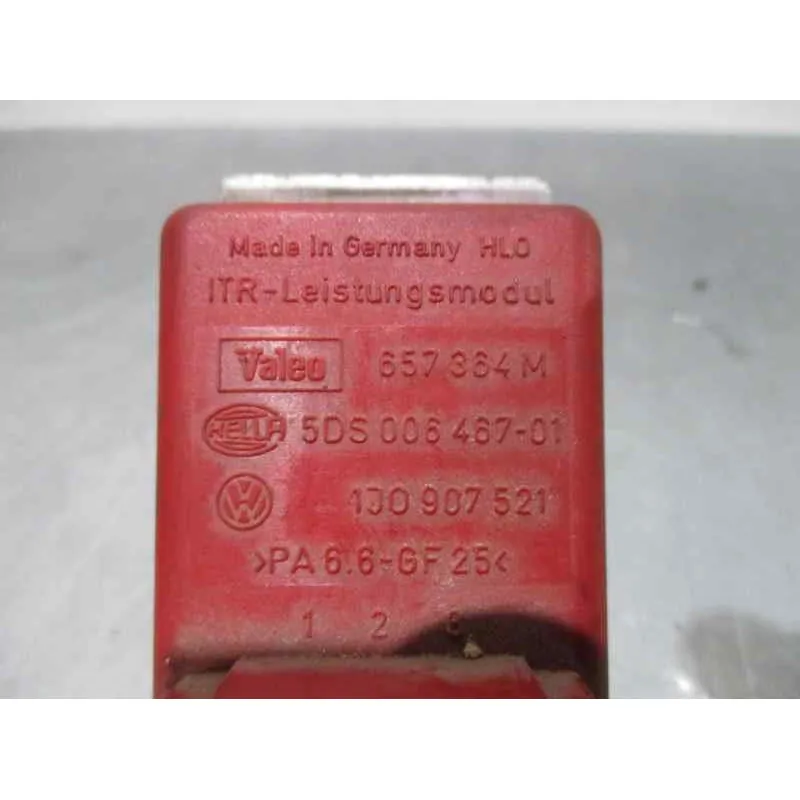 Made in Germany HLO
ITR-Leistungsmodul
Valeo 657 364 M
HELLA 5DS 006 467-01
VW 1J0 907 521
>PA 6.6-GF 25<
1 2